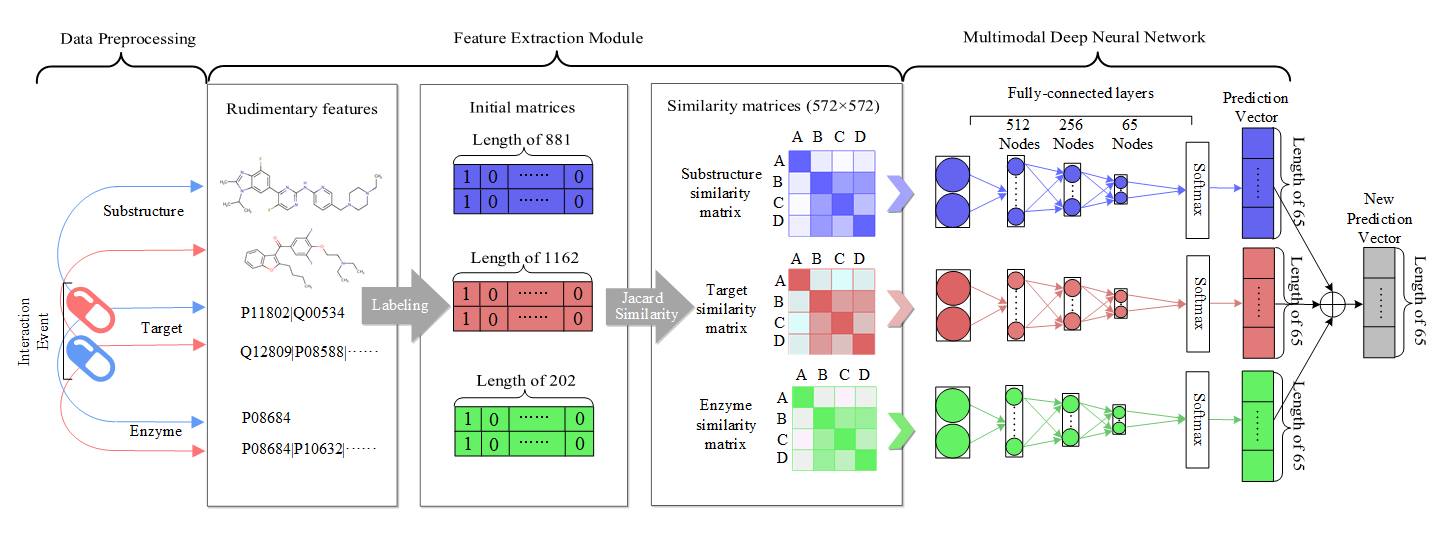 Data Preprocessing
Feature Extraction Module
Multimodal Deep Neural Network
Rudimentary features
Initial matrices
Similarity matrices (572×572)
Fully-connected layers
Prediction
Vector
Length of 881
1 0 ······ 0
1 0 ······ 0
A B C D
A
B
C
D
Substructure
similarity
matrix
512
Nodes
256
Nodes
65
Nodes
Softmax
Length of 65
Substructure
New
Prediction
Vector
Length of 65
Interaction
Event
Target
P11802|Q00534
Q12809|P08588|······
Labeling
Length of 1162
1 0 ······ 0
1 0 ······ 0
Jacard
Similarity
A B C D
A
B
C
D
Target
similarity
matrix
Softmax
Length of 65
Enzyme
P08684
P08684|P10632|······
Length of 202
1 0 ······ 0
1 0 ······ 0
A B C D
A
B
C
D
Enzyme
similarity
matrix
Softmax
Length of 65